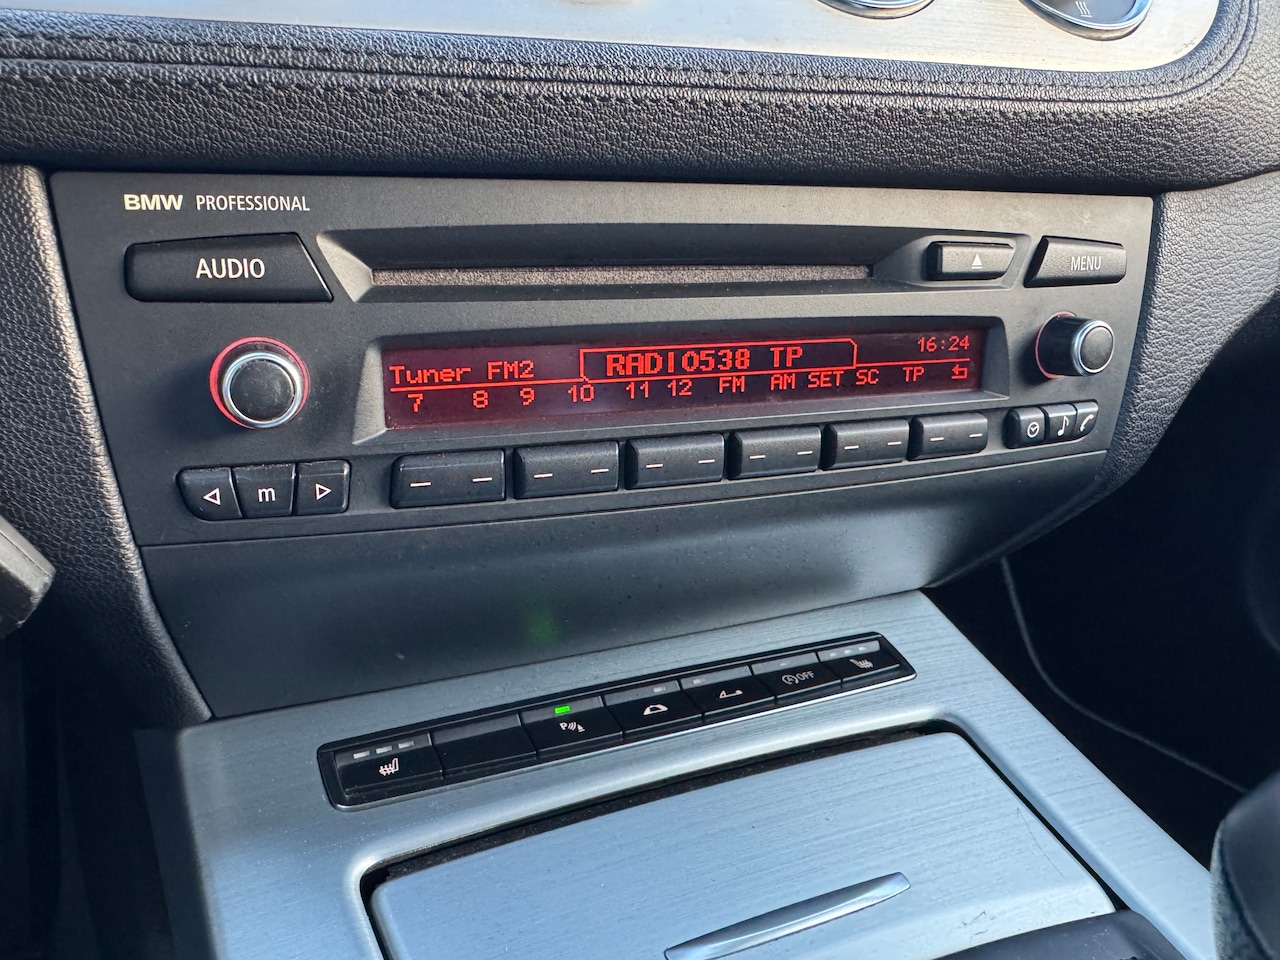 BMW PROFESSIONAL
AUDIO
MENU
Tuner FM2 RADIO538 TP 16:24
7 8 9 10 11 12 FM AM SET SC TP
m
P
OFF